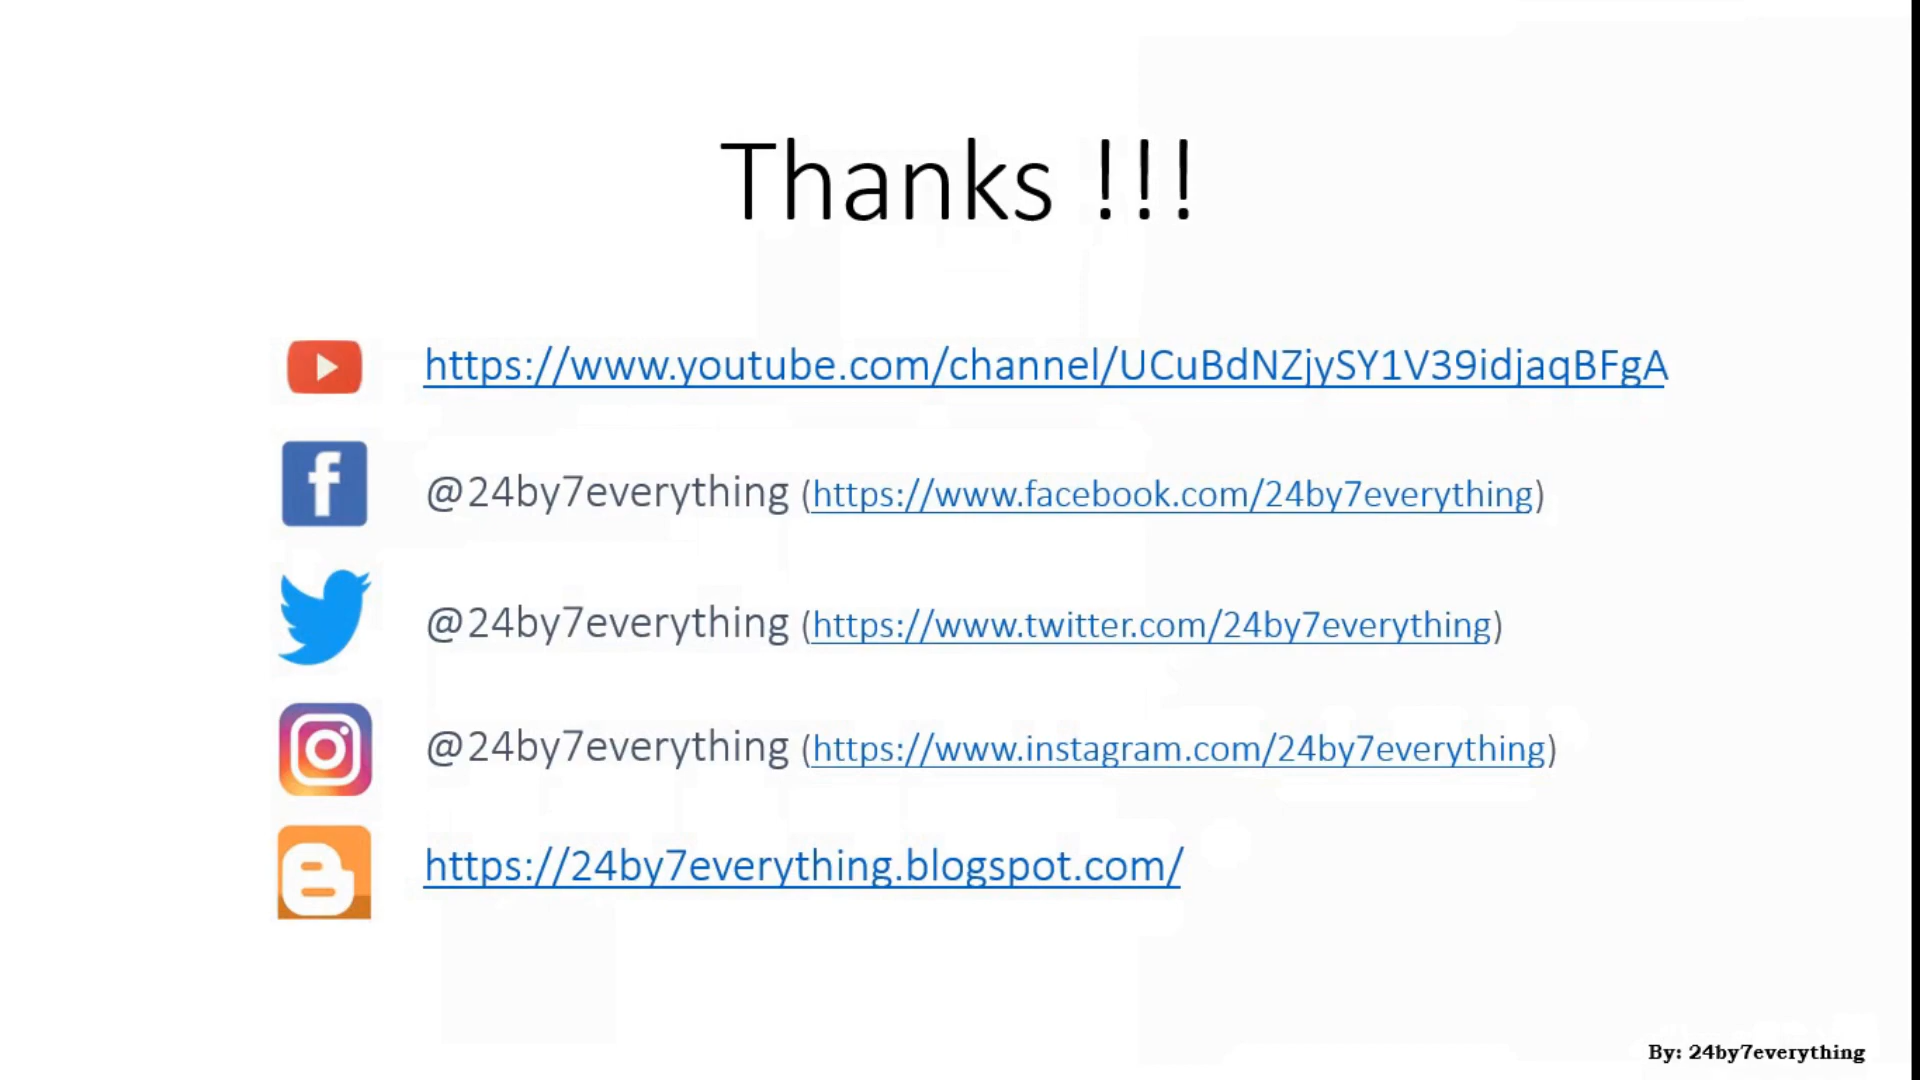 Thanks !!!
https://www.youtube.com/channel/UCuBdNZjySY1V39idjaqBFgA
@24by7everything (https://www.facebook.com/24by7everything)
@24by7everything (https://www.twitter.com/24by7everything)
@24by7everything (https://www.instagram.com/24by7everything)
https://24by7everything.blogspot.com/
By: 24by7everything